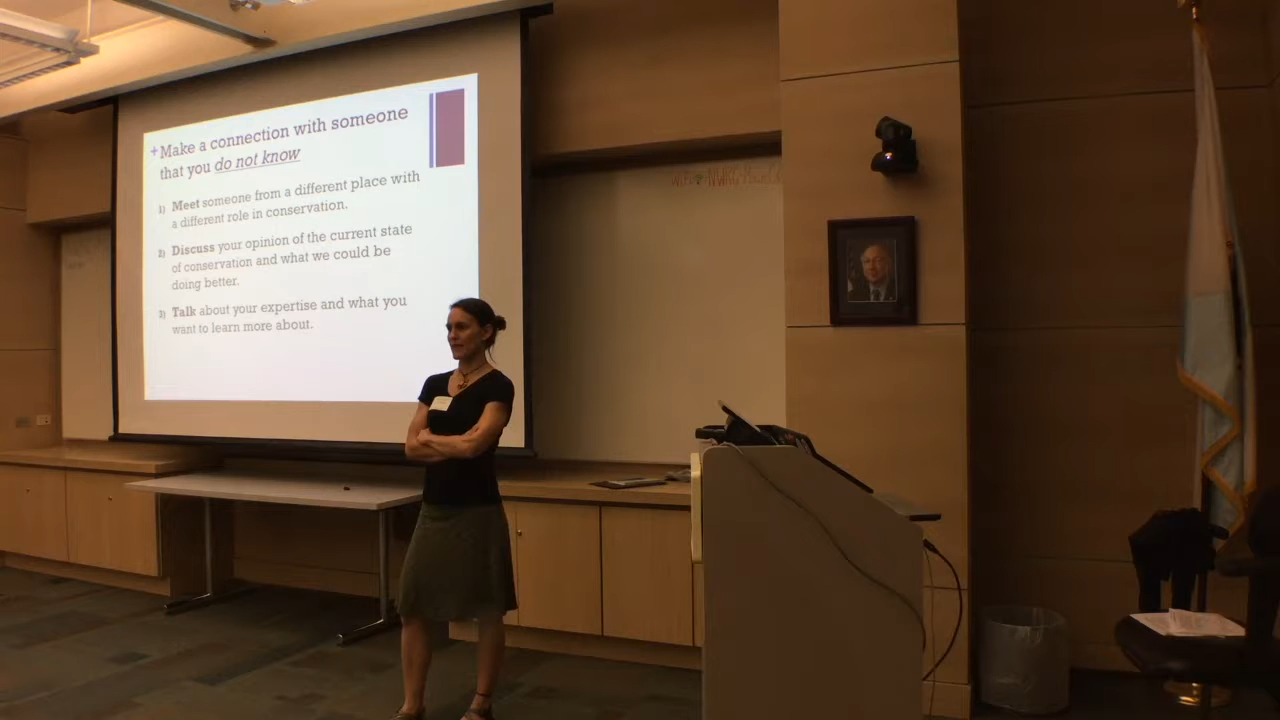 +Make a connection with someone
that you do not know
1) Meet someone from a different place with
a different role in conservation.
2) Discuss your opinion of the current state
of conservation and what we could be
doing better.
3) Talk about your expertise and what you
want to learn more about.